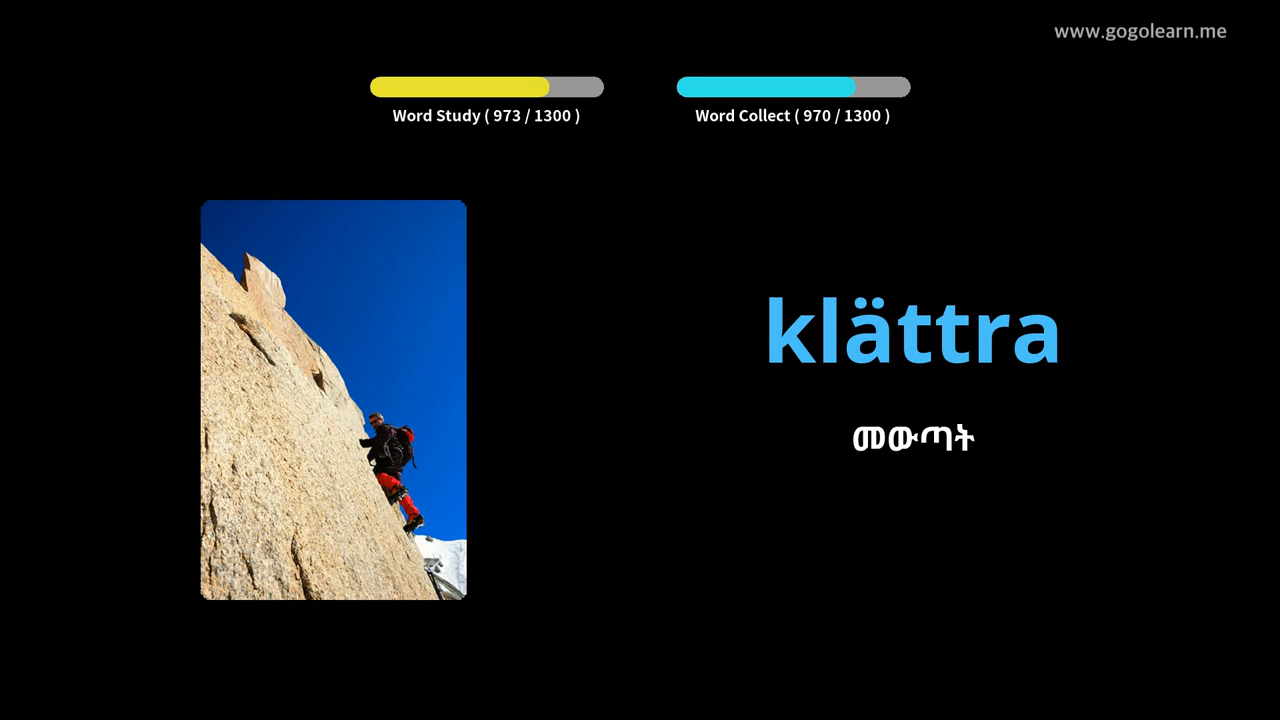 www.gogolearn.me
Word Study ( 973 / 1300 )
Word Collect ( 970 / 1300 )
klättra
መውጣት